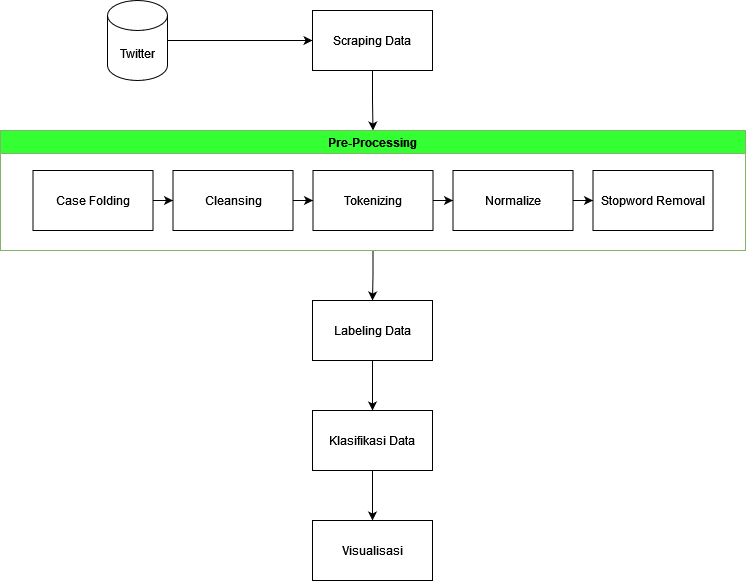 Twitter
Scraping Data
Pre-Processing
Case Folding
Cleansing
Tokenizing
Normalize
Stopword Removal
Labeling Data
Klasifikasi Data
Visualisasi